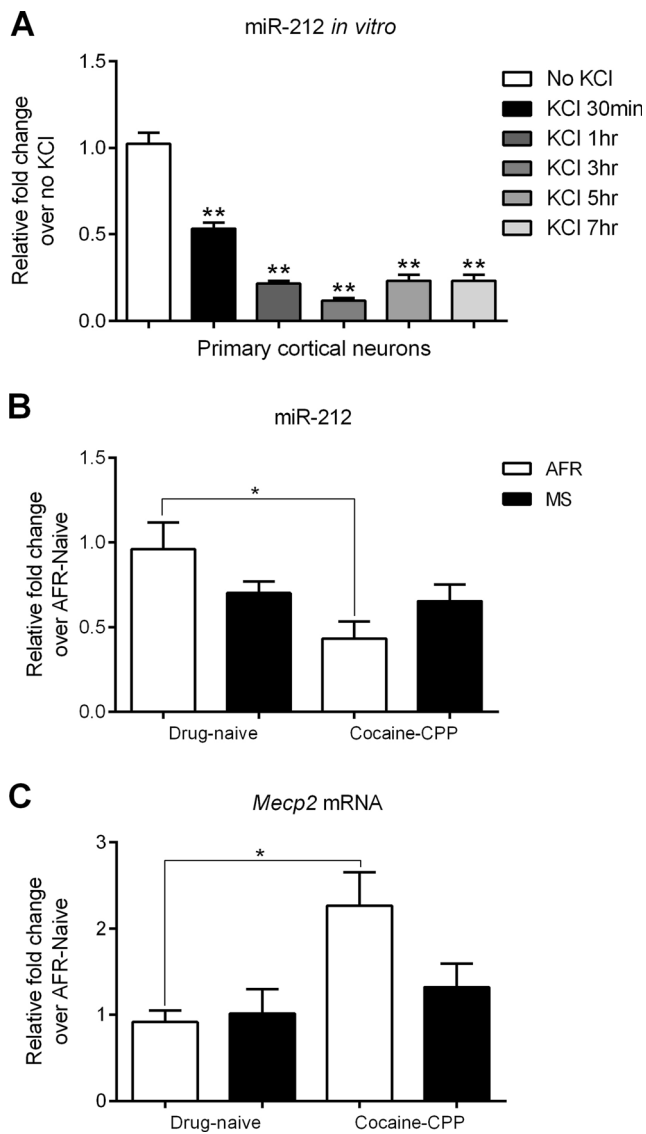 A
miR-212 in vitro
Relative fold change
over no KCl
1.5
1.0
0.5
0.0
**
**
**
**
**
Primary cortical neurons
No KCl
KCl 30min
KCl 1hr
KCl 3hr
KCl 5hr
KCl 7hr
B
miR-212
Relative fold change
over AFR-Naive
1.5
1.0
0.5
0.0
*
Drug-naive
Cocaine-CPP
AFR
MS
C
Mecp2 mRNA
Relative fold change
over AFR-Naive
3
2
1
0
*
Drug-naive
Cocaine-CPP